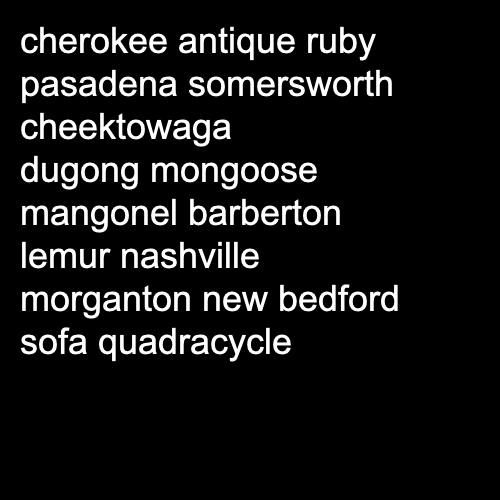 cherokee antique ruby
pasadena somersworth
cheektowaga
dugong mongoose
mangonel barberton
lemur nashville
morganton new bedford
sofa quadracycle